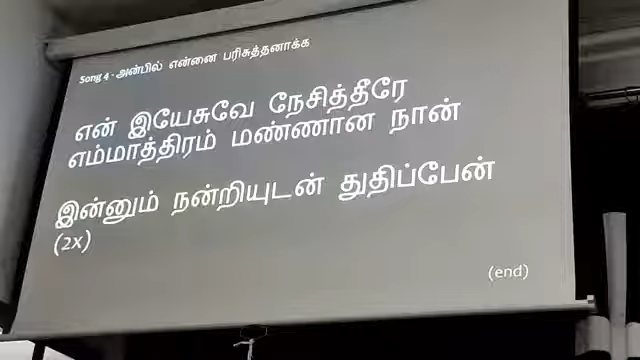 Song 4 - அன்பில் என்னை பரிசுத்தனாக்க
என் இயேசுவே நேசித்தீரே
எம்மாத்திரம் மண்ணான நான்
இன்னும் நன்றியுடன் துதிப்பேன்
(2x)
(end)